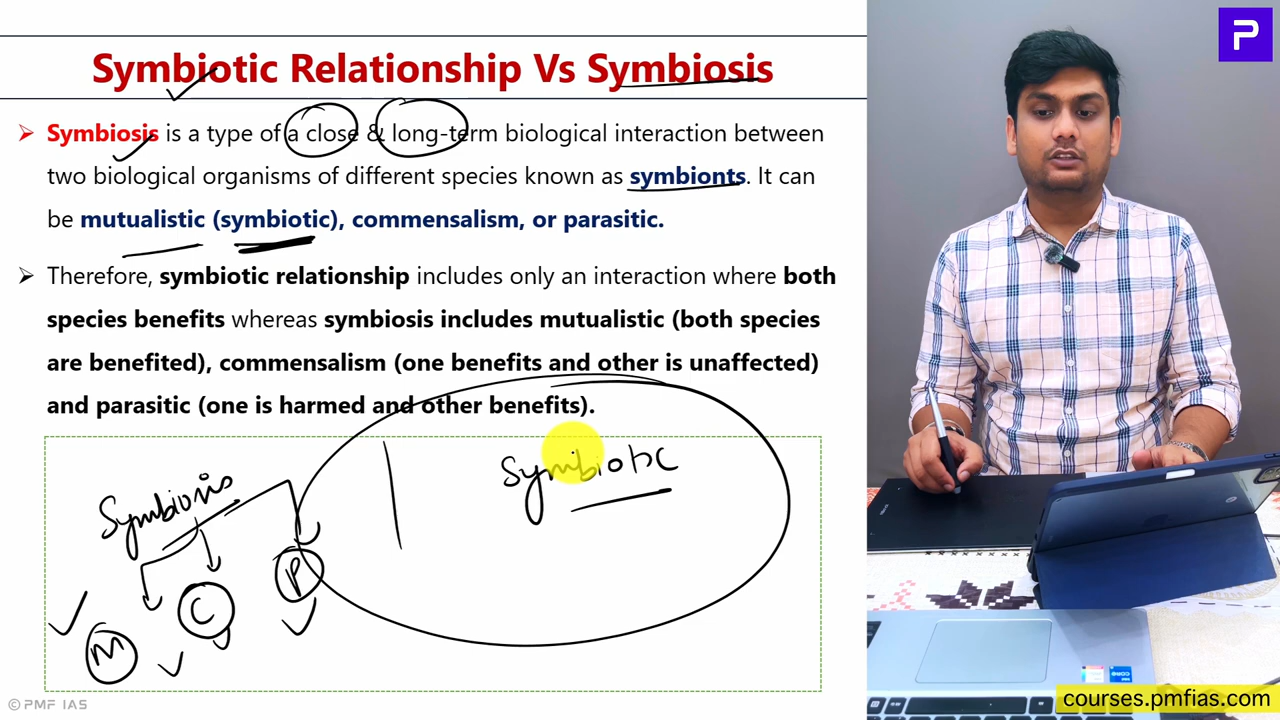 Symbiotic Relationship Vs Symbiosis
P
➢ Symbiosis is a type of a close & long-term biological interaction between
two biological organisms of different species known as symbionts. It can
be mutualistic (symbiotic), commensalism, or parasitic.
➢ Therefore, symbiotic relationship includes only an interaction where both
species benefits whereas symbiosis includes mutualistic (both species
are benefited), commensalism (one benefits and other is unaffected)
and parasitic (one is harmed and other benefits).
Symbiosis
Symbiotic
M
C
P
© PMF IAS
courses.pmfias.com